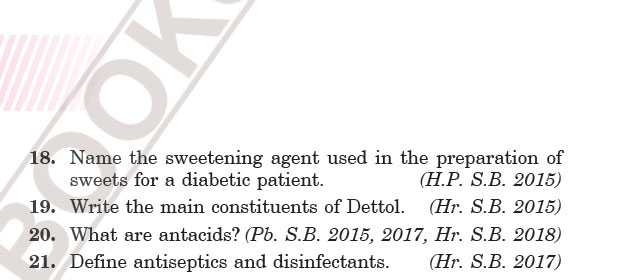 BOOK
18. Name the sweetening agent used in the preparation of
sweets for a diabetic patient. (H.P. S.B. 2015)
19. Write the main constituents of Dettol. (Hr. S.B. 2015)
20. What are antacids? (Pb. S.B. 2015, 2017, Hr. S.B. 2018)
21. Define antiseptics and disinfectants. (Hr. S.B. 2017)